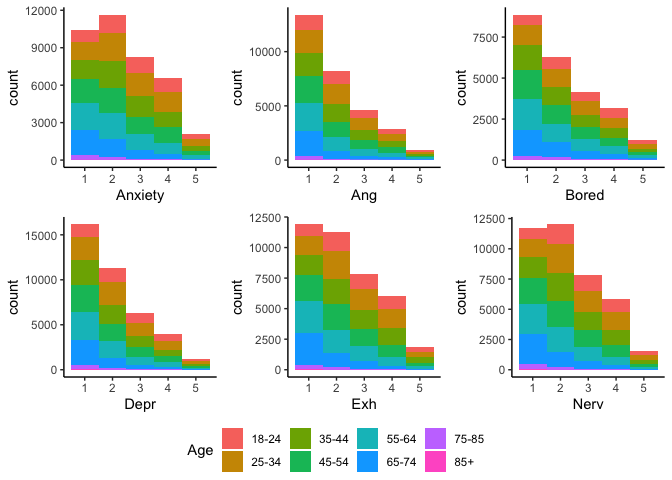 12000
9000
6000
3000
0
count
1 2 3 4 5
Anxiety
10000
5000
0
count
1 2 3 4 5
Ang
7500
5000
2500
0
count
1 2 3 4 5
Bored
15000
10000
5000
0
count
1 2 3 4 5
Depr
12500
10000
7500
5000
2500
0
count
1 2 3 4 5
Exh
12500
10000
7500
5000
2500
0
count
1 2 3 4 5
Nerv
Age
18-24 35-44 55-64 75-85
25-34 45-54 65-74 85+